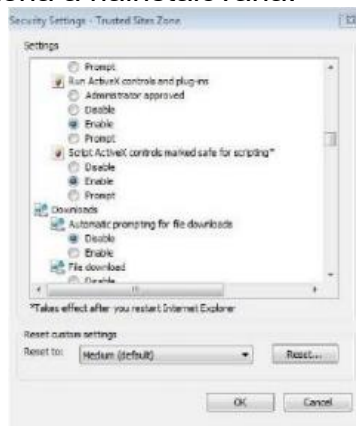 Security Settings - Trusted Sites Zone
Settings
Prompt
Run ActiveX controls and plug-ins
Administrator approved
Disable
Enable
Prompt
Script ActiveX controls marked safe for scripting*
Disable
Enable
Prompt
Downloads
Automatic prompting for file downloads
Disable
Enable
File download
Disable
*Takes effect after you restart Internet Explorer
Reset custom settings
Reset to: Medium (default) Reset...
OK Cancel